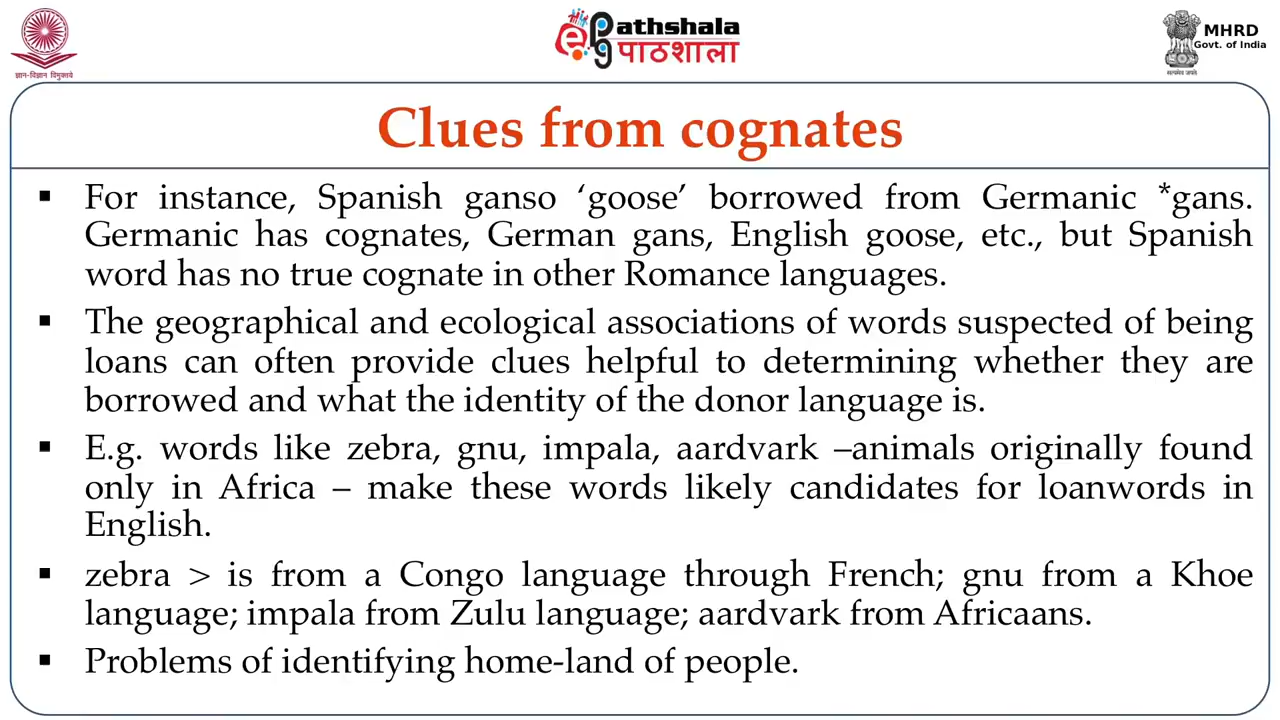 ज्ञान-विज्ञान विमुक्तये
Pathshala
पाठशाला
MHRD
Govt. of India
सत्यमेव जयते
Clues from cognates
▪ For instance, Spanish ganso ‘goose’ borrowed from Germanic *gans.
Germanic has cognates, German gans, English goose, etc., but Spanish
word has no true cognate in other Romance languages.
▪ The geographical and ecological associations of words suspected of being
loans can often provide clues helpful to determining whether they are
borrowed and what the identity of the donor language is.
▪ E.g. words like zebra, gnu, impala, aardvark –animals originally found
only in Africa – make these words likely candidates for loanwords in
English.
▪ zebra > is from a Congo language through French; gnu from a Khoe
language; impala from Zulu language; aardvark from Africaans.
▪ Problems of identifying home-land of people.